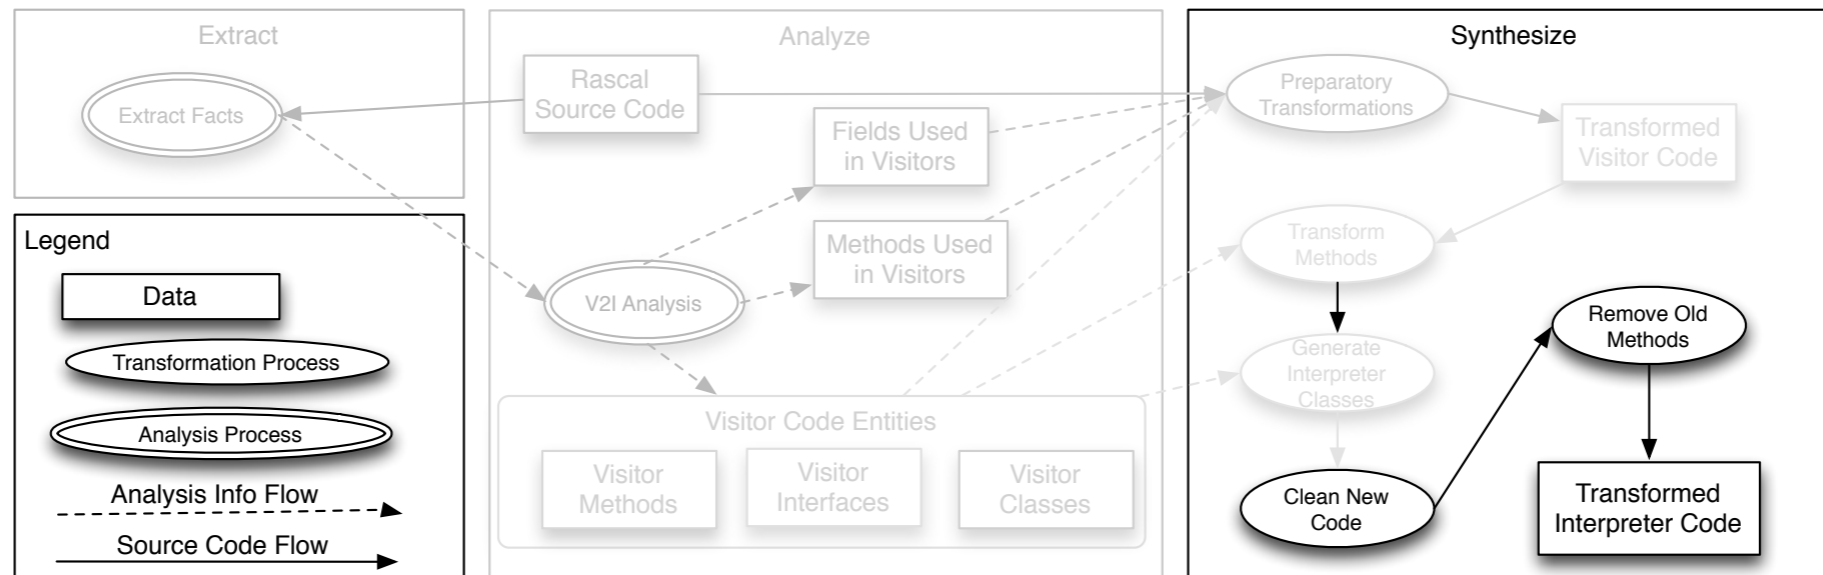 Extract
Extract Facts
Legend
Data
Transformation Process
Analysis Process
Analysis Info Flow
Source Code Flow
Analyze
Rascal
Source Code
Fields Used
in Visitors
Methods Used
in Visitors
V2I Analysis
Visitor Code Entities
Visitor
Methods
Visitor
Interfaces
Visitor
Classes
Synthesize
Preparatory
Transformations
Transformed
Visitor Code
Transform
Methods
Generate
Interpreter
Classes
Clean New
Code
Remove Old
Methods
Transformed
Interpreter Code